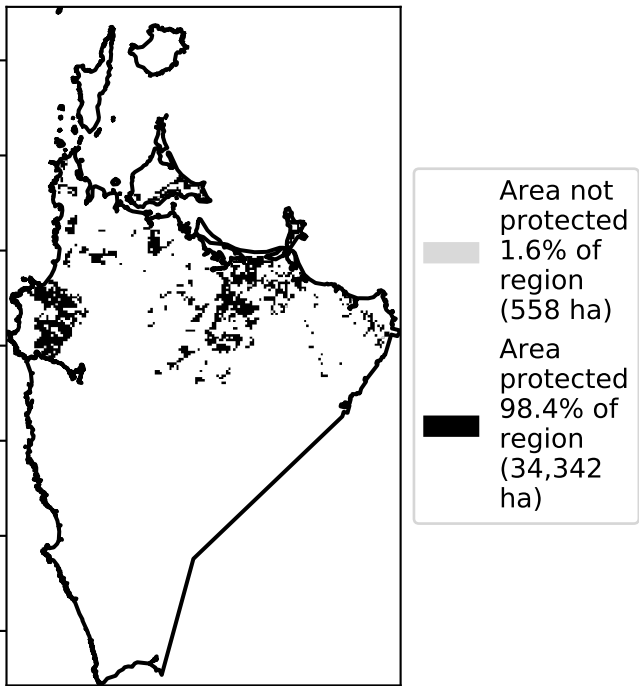 Area not
protected
1.6% of
region
(558 ha)
Area
protected
98.4% of
region
(34,342
ha)